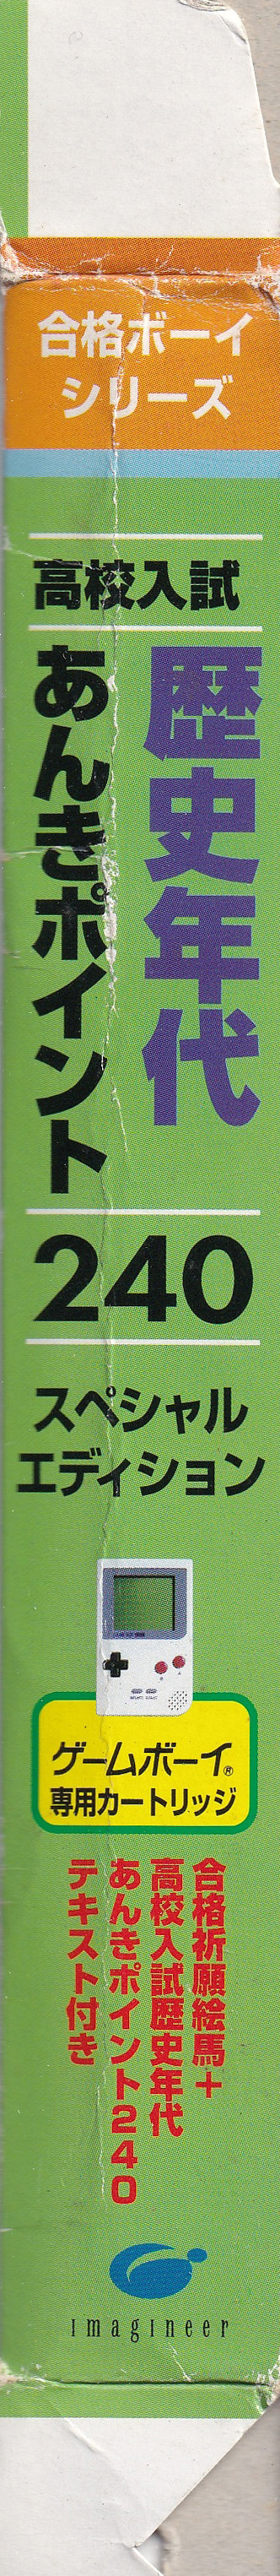 合格ボーイ
シリーズ
高校入試
歴史年代
あんきポイント
240
スペシャル
エディション
ゲームボーイ®
専用カートリッジ
合格祈願絵馬+
高校入試歴史年代
あんきポイント240
テキスト付き
Imagineer